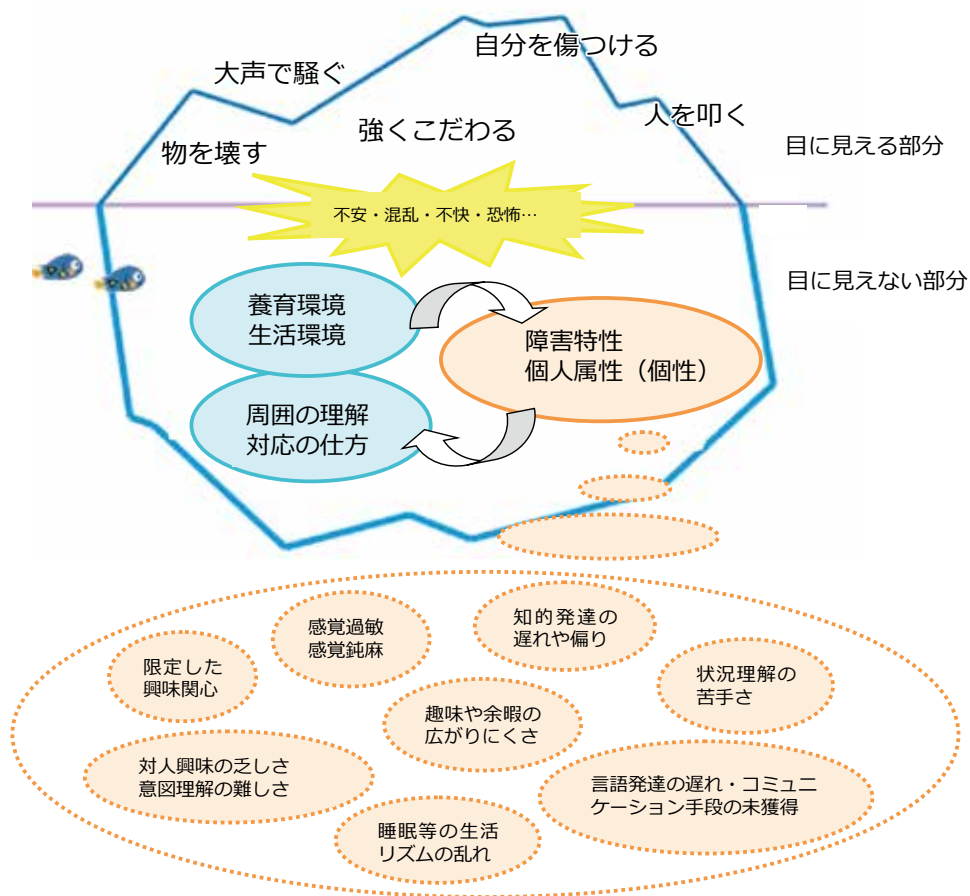 自分を傷つける
大声で騒ぐ
人を叩く
強くこだわる
物を壊す
目に見える部分
不安・混乱・不快・恐怖…
目に見えない部分
養育環境
生活環境
障害特性
個人属性（個性）
周囲の理解
対応の仕方
知的発達の
遅れや偏り
感覚過敏
感覚鈍麻
限定した
興味関心
状況理解の
苦手さ
趣味や余暇の
広がりにくさ
対人興味の乏しさ
意図理解の難しさ
言語発達の遅れ・コミュニ
ケーション手段の未獲得
睡眠等の生活
リズムの乱れ